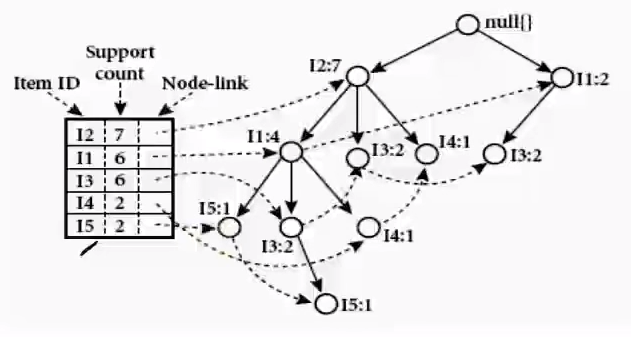 null{}
Support
count
Item ID
Node-link
I2 7
I1 6
I3 6
I4 2
I5 2
I2:7
I1:2
I1:4
I3:2
I4:1
I3:2
I5:1
I3:2
I4:1
I5:1